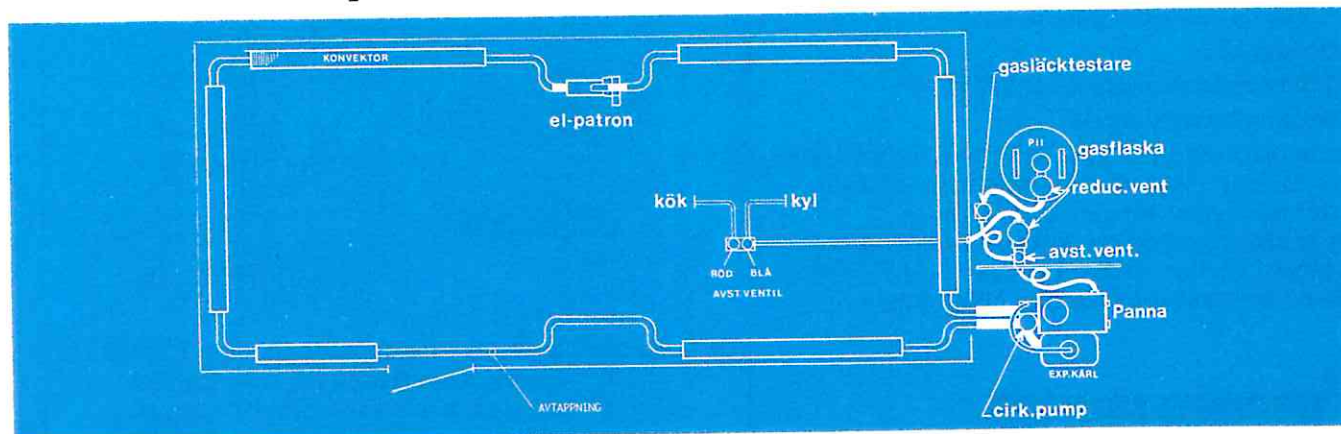 KONVEKTOR
el-patron
gasläcktestare
P11
gasflaska
reduc.vent
kök
kyl
RÖD
BLÅ
AVST.VENTIL
avst.vent.
Panna
EXP.KÄRL
cirk.pump
AVTAPPNING